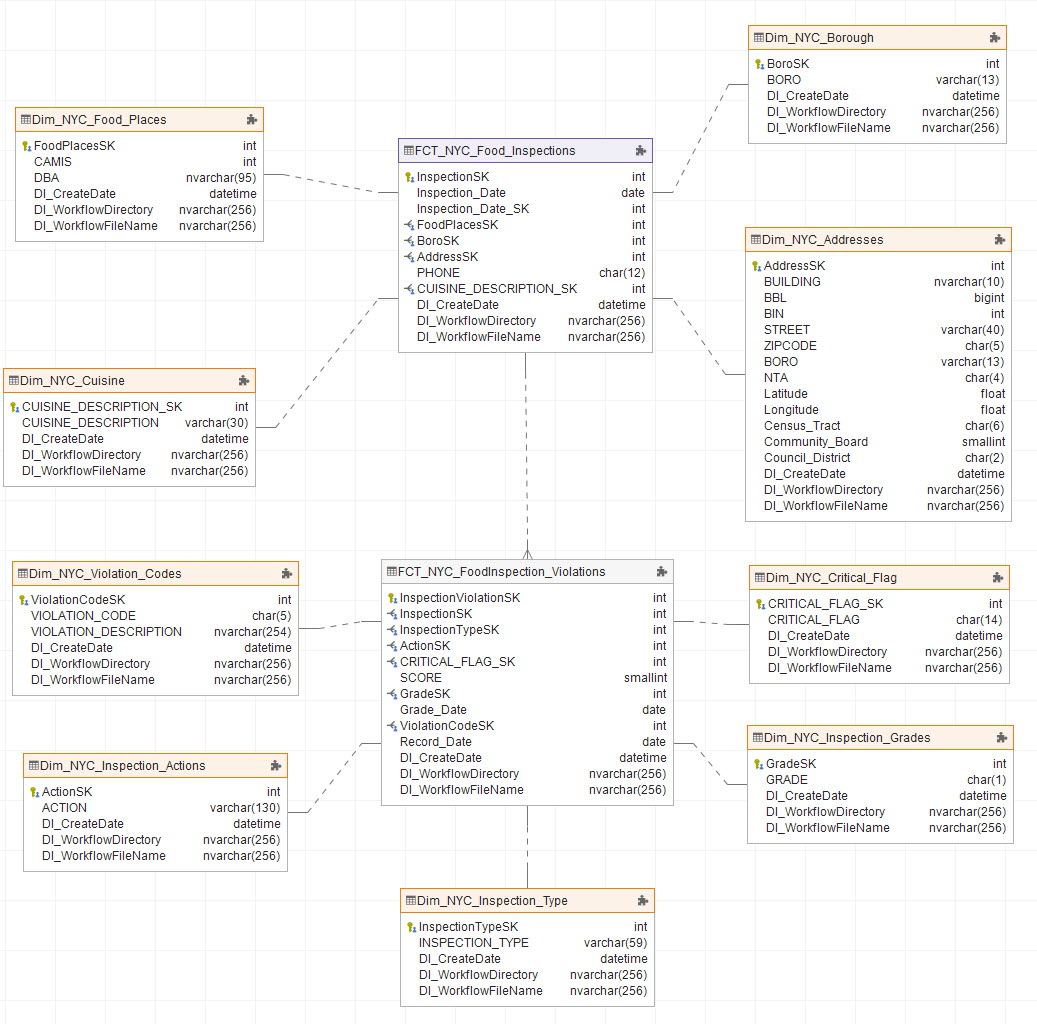 Dim_NYC_Borough
BoroSK int
BORO varchar(13)
DI_CreateDate datetime
DI_WorkflowDirectory nvarchar(256)
DI_WorkflowFileName nvarchar(256)
Dim_NYC_Food_Places
FoodPlacesSK int
CAMIS int
DBA nvarchar(95)
DI_CreateDate datetime
DI_WorkflowDirectory nvarchar(256)
DI_WorkflowFileName nvarchar(256)
FCT_NYC_Food_Inspections
InspectionSK int
Inspection_Date date
Inspection_Date_SK int
FoodPlacesSK int
BoroSK int
AddressSK int
PHONE char(12)
CUISINE_DESCRIPTION_SK int
DI_CreateDate datetime
DI_WorkflowDirectory nvarchar(256)
DI_WorkflowFileName nvarchar(256)
Dim_NYC_Addresses
AddressSK int
BUILDING nvarchar(10)
BBL bigint
BIN int
STREET varchar(40)
ZIPCODE char(5)
BORO varchar(13)
NTA char(4)
Latitude float
Longitude float
Census_Tract char(6)
Community_Board smallint
Council_District char(2)
DI_CreateDate datetime
DI_WorkflowDirectory nvarchar(256)
DI_WorkflowFileName nvarchar(256)
Dim_NYC_Cuisine
CUISINE_DESCRIPTION_SK int
CUISINE_DESCRIPTION varchar(30)
DI_CreateDate datetime
DI_WorkflowDirectory nvarchar(256)
DI_WorkflowFileName nvarchar(256)
Dim_NYC_Violation_Codes
ViolationCodeSK int
VIOLATION_CODE char(5)
VIOLATION_DESCRIPTION nvarchar(254)
DI_CreateDate datetime
DI_WorkflowDirectory nvarchar(256)
DI_WorkflowFileName nvarchar(256)
FCT_NYC_FoodInspection_Violations
InspectionViolationSK int
InspectionSK int
InspectionTypeSK int
ActionSK int
CRITICAL_FLAG_SK int
SCORE smallint
GradeSK int
Grade_Date date
ViolationCodeSK int
Record_Date date
DI_CreateDate datetime
DI_WorkflowDirectory nvarchar(256)
DI_WorkflowFileName nvarchar(256)
Dim_NYC_Critical_Flag
CRITICAL_FLAG_SK int
CRITICAL_FLAG char(14)
DI_CreateDate datetime
DI_WorkflowDirectory nvarchar(256)
DI_WorkflowFileName nvarchar(256)
Dim_NYC_Inspection_Actions
ActionSK int
ACTION varchar(130)
DI_CreateDate datetime
DI_WorkflowDirectory nvarchar(256)
DI_WorkflowFileName nvarchar(256)
Dim_NYC_Inspection_Grades
GradeSK int
GRADE char(1)
DI_CreateDate datetime
DI_WorkflowDirectory nvarchar(256)
DI_WorkflowFileName nvarchar(256)
Dim_NYC_Inspection_Type
InspectionTypeSK int
INSPECTION_TYPE varchar(59)
DI_CreateDate datetime
DI_WorkflowDirectory nvarchar(256)
DI_WorkflowFileName nvarchar(256)